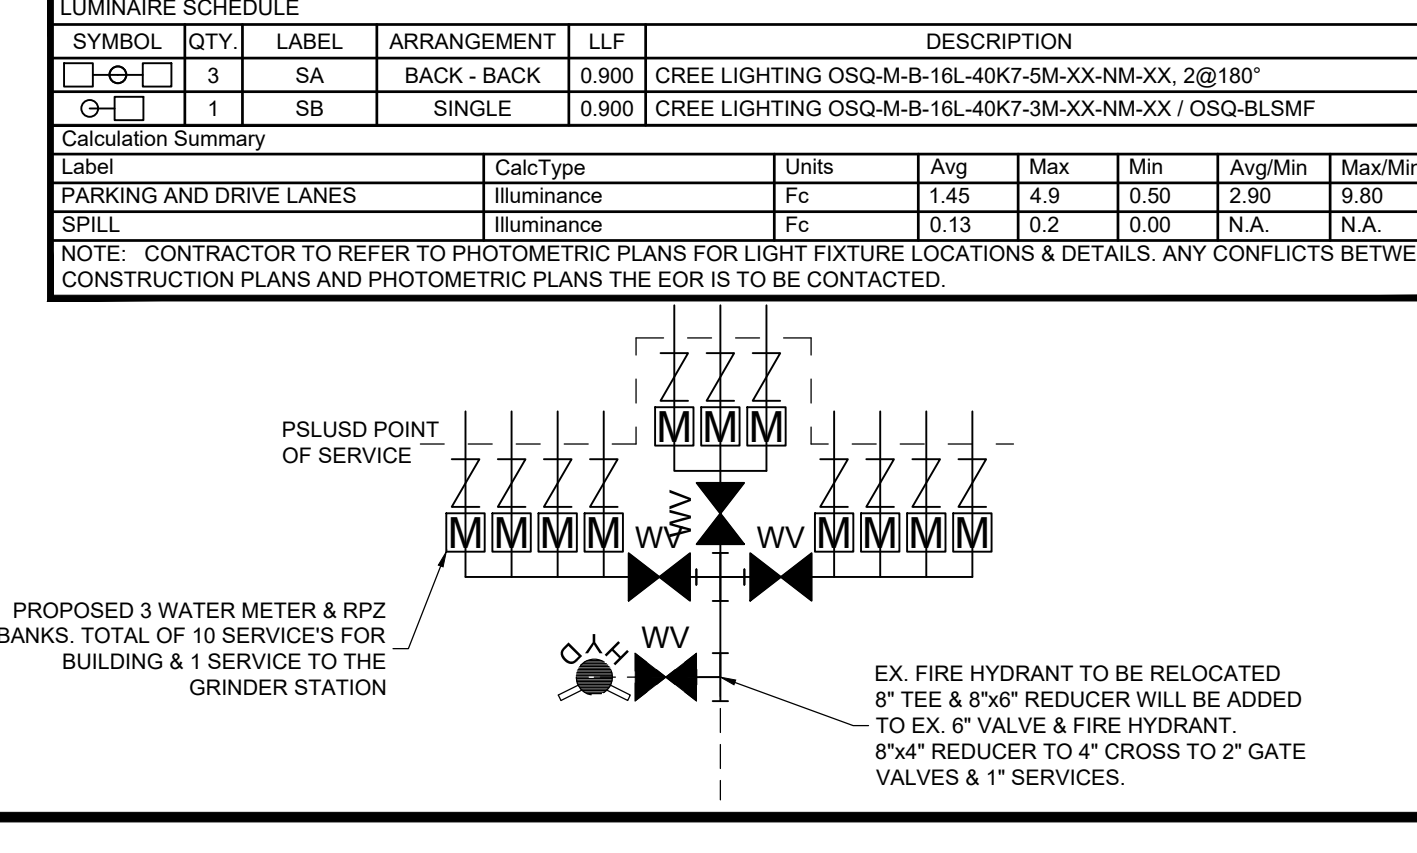 LUMINAIRE SCHEDULE
SYMBOL QTY. LABEL ARRANGEMENT LLF DESCRIPTION
3 SA BACK - BACK 0.900 CREE LIGHTING OSQ-M-B-16L-40K7-5M-XX-NM-XX, 2@180°
1 SB SINGLE 0.900 CREE LIGHTING OSQ-M-B-16L-40K7-3M-XX-NM-XX / OSQ-BLSMF
Calculation Summary
Label CalcType Units Avg Max Min Avg/Min Max/Min
PARKING AND DRIVE LANES Illuminance Fc 1.45 4.9 0.50 2.90 9.80
SPILL Illuminance Fc 0.13 0.2 0.00 N.A. N.A.
NOTE: CONTRACTOR TO REFER TO PHOTOMETRIC PLANS FOR LIGHT FIXTURE LOCATIONS & DETAILS. ANY CONFLICTS BETWE
CONSTRUCTION PLANS AND PHOTOMETRIC PLANS THE EOR IS TO BE CONTACTED.
M M M
PSLUSD POINT
OF SERVICE
WV
M M M M WV WV M M M M
PROPOSED 3 WATER METER & RPZ
BANKS. TOTAL OF 10 SERVICE'S FOR
BUILDING & 1 SERVICE TO THE
GRINDER STATION
HYD WV
EX. FIRE HYDRANT TO BE RELOCATED
8" TEE & 8"x6" REDUCER WILL BE ADDED
TO EX. 6" VALVE & FIRE HYDRANT.
8"x4" REDUCER TO 4" CROSS TO 2" GATE
VALVES & 1" SERVICES.